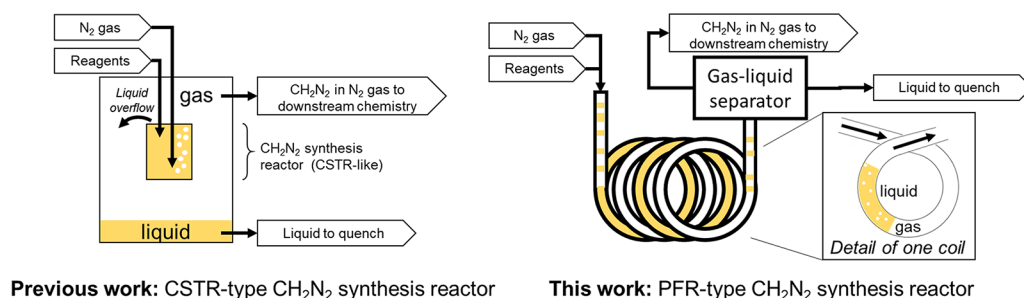 N₂ gas
Reagents
Liquid
overflow
gas
CH₂N₂ in N₂ gas to
downstream chemistry
CH₂N₂ synthesis
reactor (CSTR-like)
liquid
Liquid to quench
Previous work: CSTR-type CH₂N₂ synthesis reactor
N₂ gas
Reagents
CH₂N₂ in N₂ gas to
downstream chemistry
Gas-liquid
separator
Liquid to quench
liquid
gas
Detail of one coil
This work: PFR-type CH₂N₂ synthesis reactor